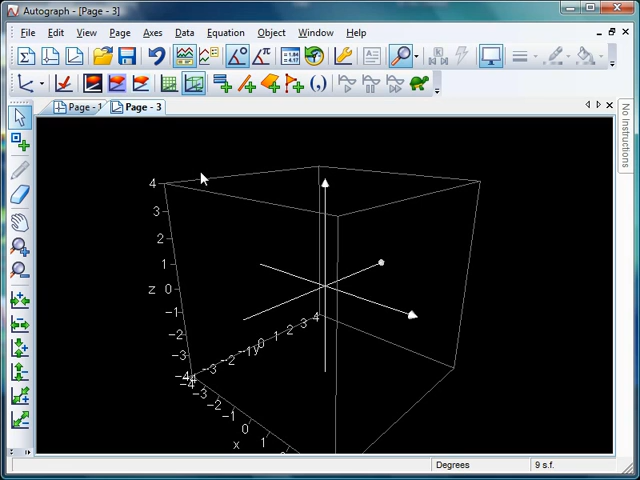 Autograph - [Page - 3]
File Edit View Page Axes Data Equation Object Window Help
Page - 1 Page - 3
No Instructions
4
3
2
1
z 0
-1
-2
-3
-4
-4 -3 -2 -1 y 0 1 2 3 4
-4 -3 -2 -1 0 1
x
Degrees 9 s.f.